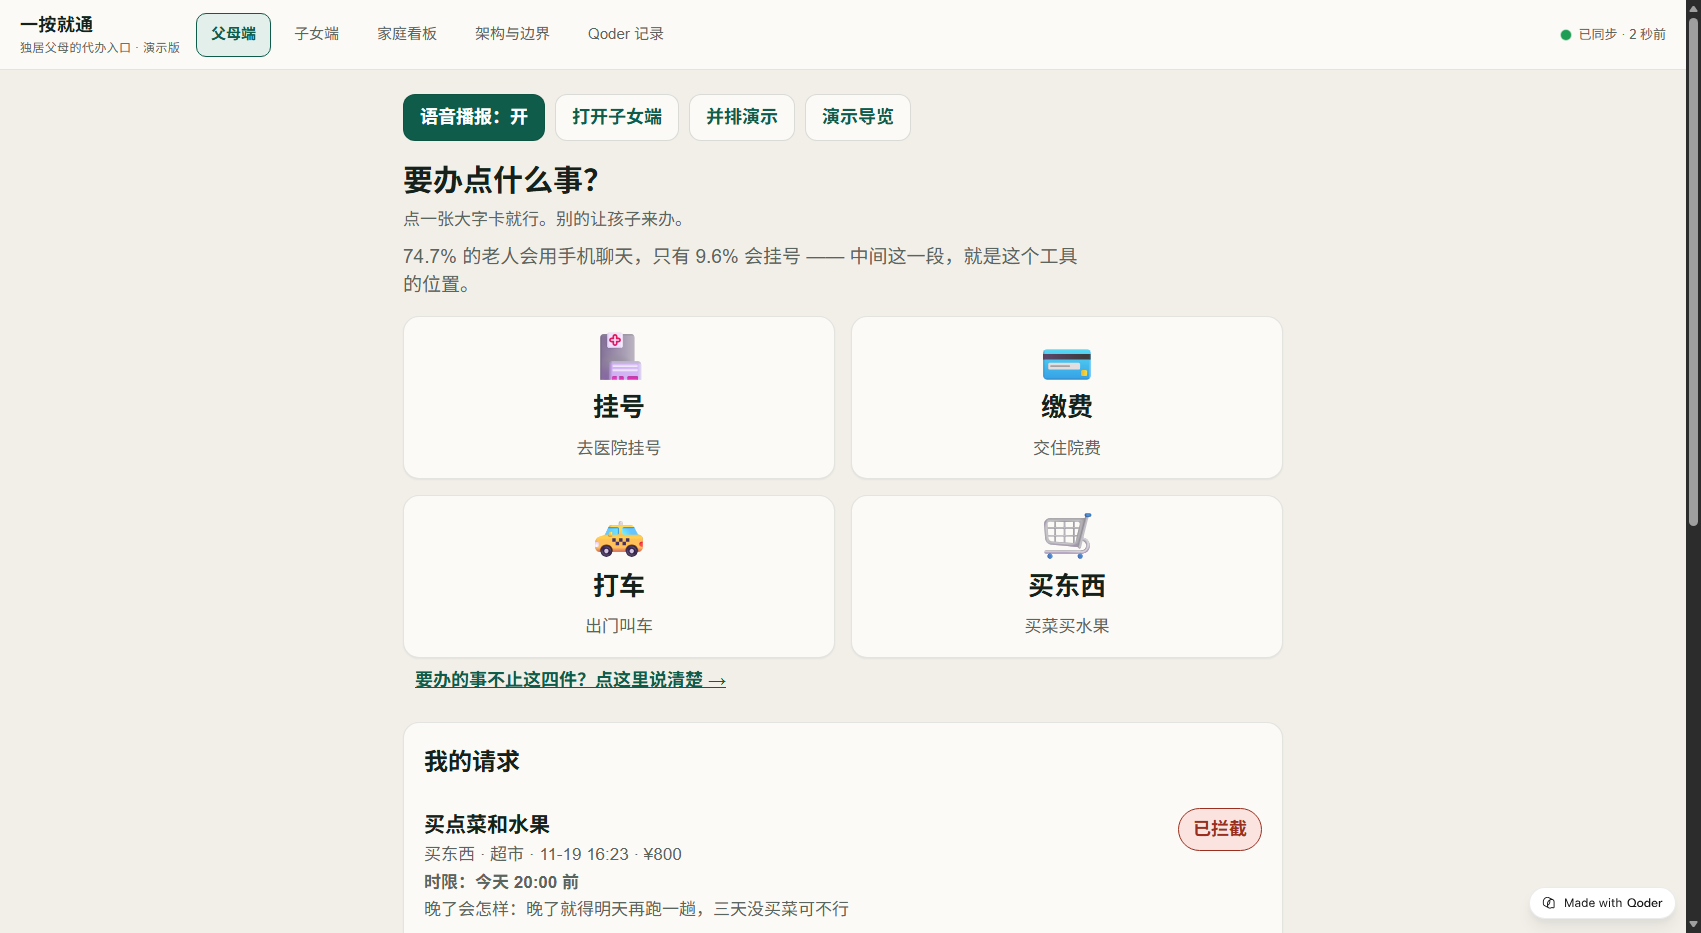 一按就通
独居父母的代办入口 · 演示版
父母端
子女端
家庭看板
架构与边界
Qoder 记录
已同步 · 2 秒前
语音播报：开
打开子女端
并排演示
演示导览
要办点什么事？
点一张大字卡就行。别的让孩子来办。
74.7% 的老人会用手机聊天，只有 9.6% 会挂号 —— 中间这一段，就是这个工具
的位置。
挂号
去医院挂号
缴费
交住院费
打车
出门叫车
买东西
买菜买水果
要办的事不止这四件？点这里说清楚 →
我的请求
买点菜和水果
已拦截
买东西 · 超市 · 11-19 16:23 · ¥800
时限：今天 20:00 前
晚了会怎样：晚了就得明天再跑一趟，三天没买菜可不行
Made with Qoder